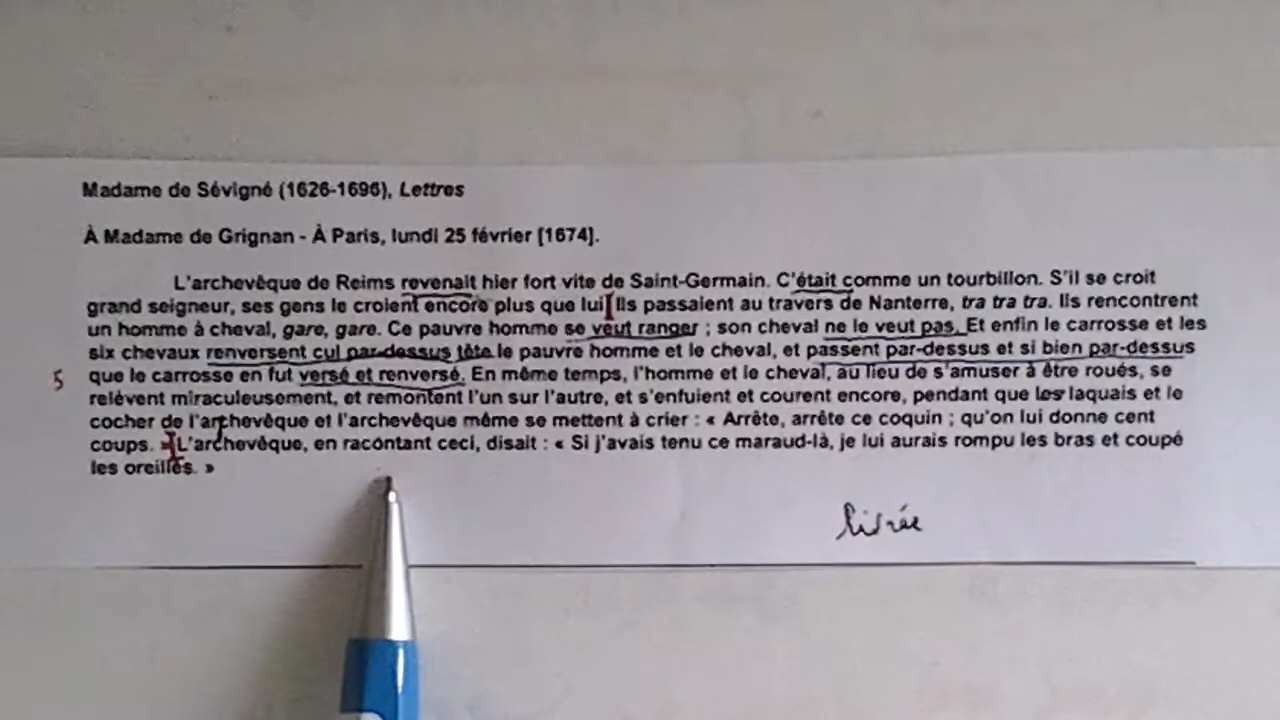 Madame de Sévigné (1626-1696), Lettres
À Madame de Grignan - À Paris, lundi 25 février [1674].
L'archevêque de Reims revenait hier fort vite de Saint-Germain. C'était comme un tourbillon. S'il se croit
grand seigneur, ses gens le croient encore plus que lui. Ils passaient au travers de Nanterre, tra tra tra. Ils rencontrent
un homme à cheval, gare, gare. Ce pauvre homme se veut ranger ; son cheval ne le veut pas. Et enfin le carrosse et les
six chevaux renversent cul par-dessus tête le pauvre homme et le cheval, et passent par-dessus et si bien par-dessus
5 que le carrosse en fut versé et renversé. En même temps, l'homme et le cheval, au lieu de s'amuser à être roués, se
relèvent miraculeusement, et remontent l'un sur l'autre, et s'enfuient et courent encore, pendant que les laquais et le
cocher de l'archevêque et l'archevêque même se mettent à crier : « Arrête, arrête ce coquin ; qu'on lui donne cent
coups. » L'archevêque, en racontant ceci, disait : « Si j'avais tenu ce maraud-là, je lui aurais rompu les bras et coupé
les oreilles. »
livrée